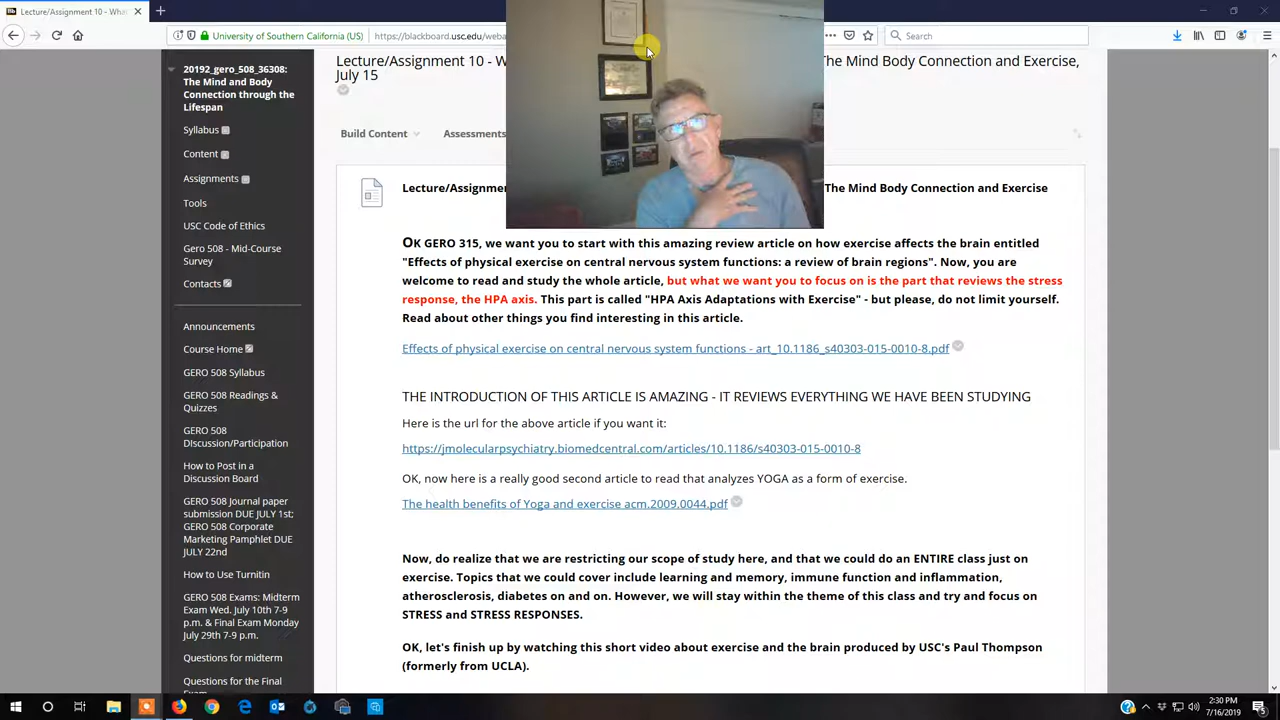 Lecture/Assignment 10 - What
University of Southern California (US)
https://blackboard.usc.edu/weba
Search
20192_gero_508_36308:
The Mind and Body
Connection through the
Lifespan
Syllabus
Content
Assignments
Tools
USC Code of Ethics
Gero 508 - Mid-Course
Survey
Contacts
Announcements
Course Home
GERO 508 Syllabus
GERO 508 Readings &
Quizzes
GERO 508
DIscussion/Participation
How to Post in a
Discussion Board
GERO 508 Journal paper
submission DUE JULY 1st;
GERO 508 Corporate
Marketing Pamphlet DUE
JULY 22nd
How to Use Turnitin
GERO 508 Exams: Midterm
Exam Wed. July 10th 7-9
p.m. & Final Exam Monday
July 29th 7-9 p.m.
Questions for midterm
Questions for the Final
Exam
Lecture/Assignment 10 - W The Mind Body Connection and Exercise,
July 15
Build Content Assessments
Lecture/Assignm The Mind Body Connection and Exercise
OK GERO 315, we want you to start with this amazing review article on how exercise affects the brain entitled
"Effects of physical exercise on central nervous system functions: a review of brain regions". Now, you are
welcome to read and study the whole article, but what we want you to focus on is the part that reviews the stress
response, the HPA axis. This part is called "HPA Axis Adaptations with Exercise" - but please, do not limit yourself.
Read about other things you find interesting in this article.
Effects of physical exercise on central nervous system functions - art_10.1186_s40303-015-0010-8.pdf
THE INTRODUCTION OF THIS ARTICLE IS AMAZING - IT REVIEWS EVERYTHING WE HAVE BEEN STUDYING
Here is the url for the above article if you want it:
https://jmolecularpsychiatry.biomedcentral.com/articles/10.1186/s40303-015-0010-8
OK, now here is a really good second article to read that analyzes YOGA as a form of exercise.
The health benefits of Yoga and exercise acm.2009.0044.pdf
Now, do realize that we are restricting our scope of study here, and that we could do an ENTIRE class just on
exercise. Topics that we could cover include learning and memory, immune function and inflammation,
atherosclerosis, diabetes on and on. However, we will stay within the theme of this class and try and focus on
STRESS and STRESS RESPONSES.
OK, let's finish up by watching this short video about exercise and the brain produced by USC's Paul Thompson
(formerly from UCLA).
2:30 PM
7/16/2019